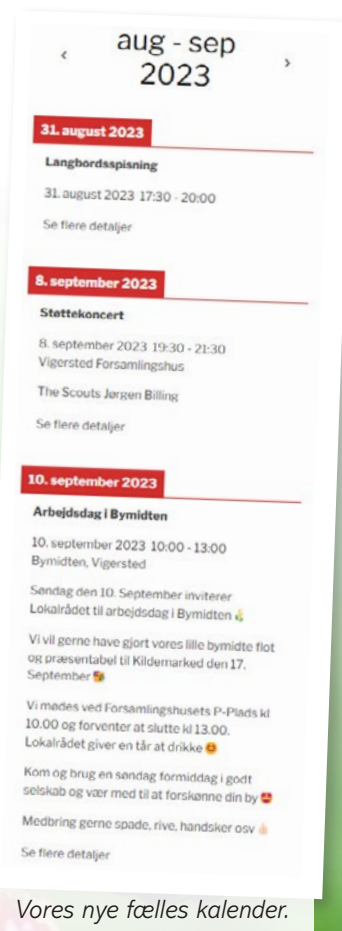 ‹ aug - sep ›
2023
31. august 2023
Langbordsspisning
31. august 2023 17:30 - 20:00
Se flere detaljer
8. september 2023
Støttekoncert
8. september 2023 19:30 - 21:30
Vigersted Forsamlingshus
The Scouts Jørgen Billing
Se flere detaljer
10. september 2023
Arbejdsdag i Bymidten
10. september 2023 10:00 - 13:00
Bymidten, Vigersted
Søndag den 10. September inviterer
Lokalrådet til arbejdsdag i Bymidten
Vi vil gerne have gjort vores lille bymidte flot
og præsentabel til Kildemarked den 17.
September
Vi mødes ved Forsamlingshusets P-Plads kl
10.00 og forventer at slutte kl 13.00.
Lokalrådet giver en tår at drikke 😊
Kom og brug en søndag formiddag i godt
selskab og vær med til at forskønne din by 😍
Medbring gerne spade, rive, handsker osv 👍🏻
Se flere detaljer
Vores nye fælles kalender.